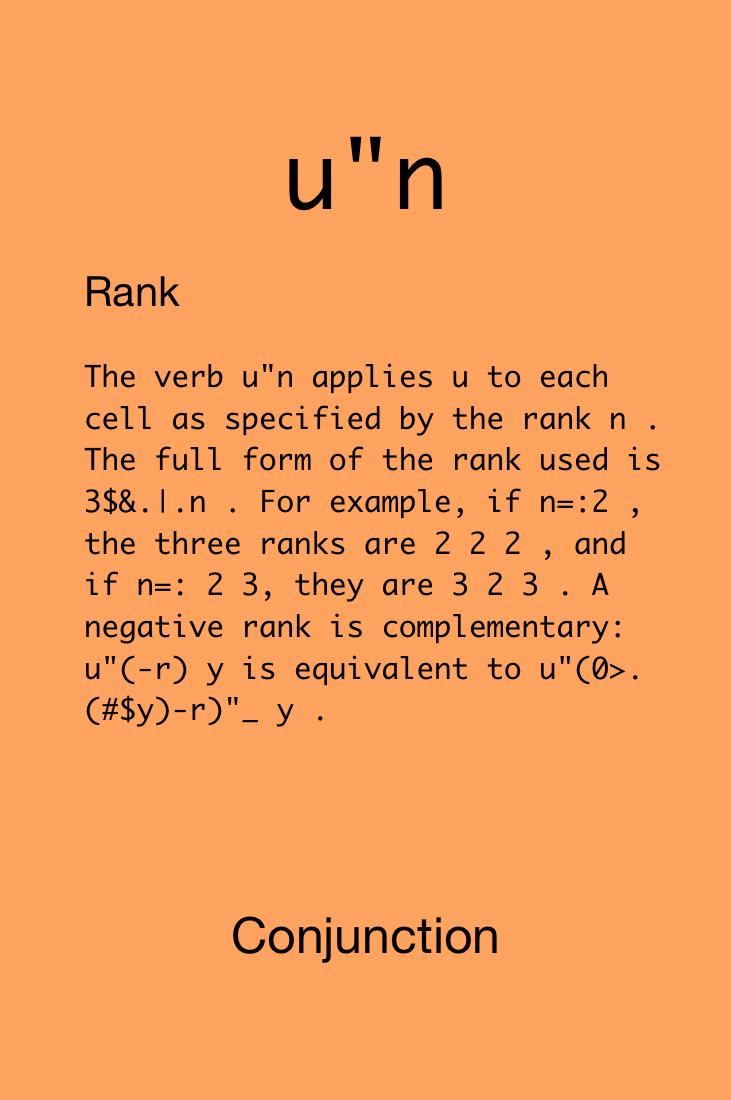 u"n
Rank
The verb u"n applies u to each
cell as specified by the rank n .
The full form of the rank used is
3$&.|.n . For example, if n=:2 ,
the three ranks are 2 2 2 , and
if n=: 2 3, they are 3 2 3 . A
negative rank is complementary:
u"(-r) y is equivalent to u"(0>.
(#$y)-r)"_ y .
Conjunction